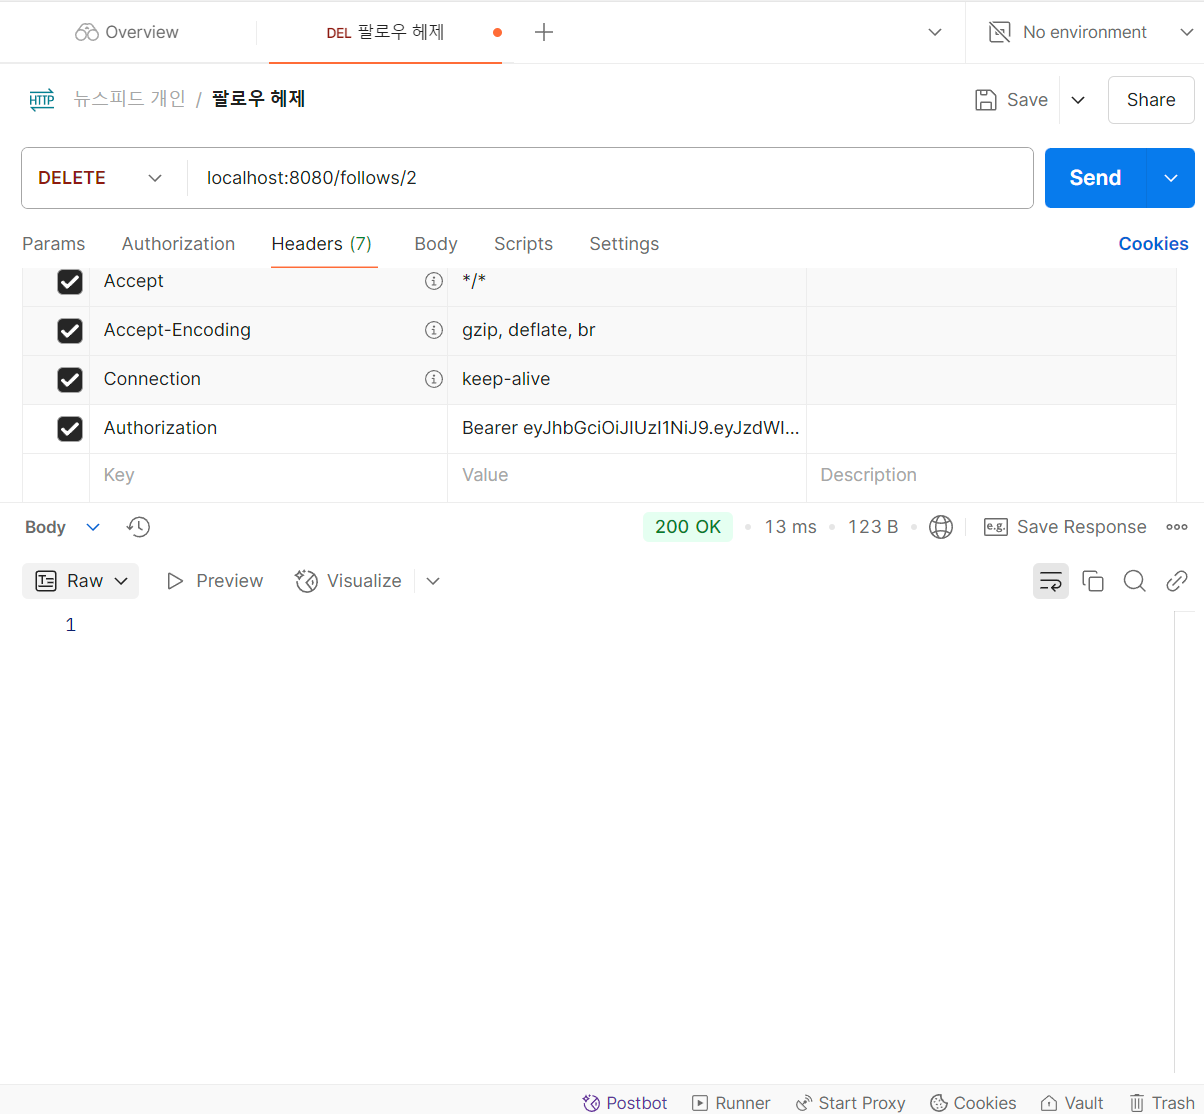 Overview
DEL 팔로우 헤제
No environment
HTTP 뉴스피드 개인 / 팔로우 헤제
Save
Share
DELETE
localhost:8080/follows/2
Send
Params Authorization Headers (7) Body Scripts Settings Cookies
Accept */*
Accept-Encoding gzip, deflate, br
Connection keep-alive
Authorization Bearer eyJhbGciOiJIUzI1NiJ9.eyJzdWI...
Key Value Description
Body 200 OK • 13 ms • 123 B • e.g. Save Response
Raw Preview Visualize
1
Postbot Runner Start Proxy Cookies Vault Trash